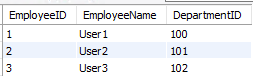 EmployeeID EmployeeName DepartmentID
1 User1 100
2 User2 101
3 User3 102